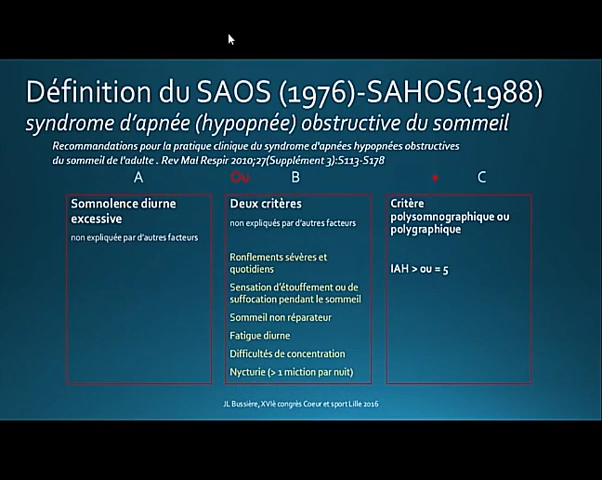 Définition du SAOS (1976)-SAHOS(1988)
syndrome d'apnée (hypopnée) obstructive du sommeil
Recommandations pour la pratique clinique du syndrome d'apnées hypopnées obstructives
du sommeil de l'adulte . Rev Mal Respir 2010;27(Supplément 3):S113-S178
A
Ou
B
+
C
Somnolence diurne
excessive
non expliquée par d'autres facteurs
Deux critères
non expliqués par d'autres facteurs
Ronflements sévères et
quotidiens
Sensation d'étouffement ou de
suffocation pendant le sommeil
Sommeil non réparateur
Fatigue diurne
Difficultés de concentration
Nycturie (> 1 miction par nuit)
Critère
polysomnographique ou
polygraphique
IAH > ou = 5
JL Bussière, XVIè congrès Coeur et sport Lille 2016